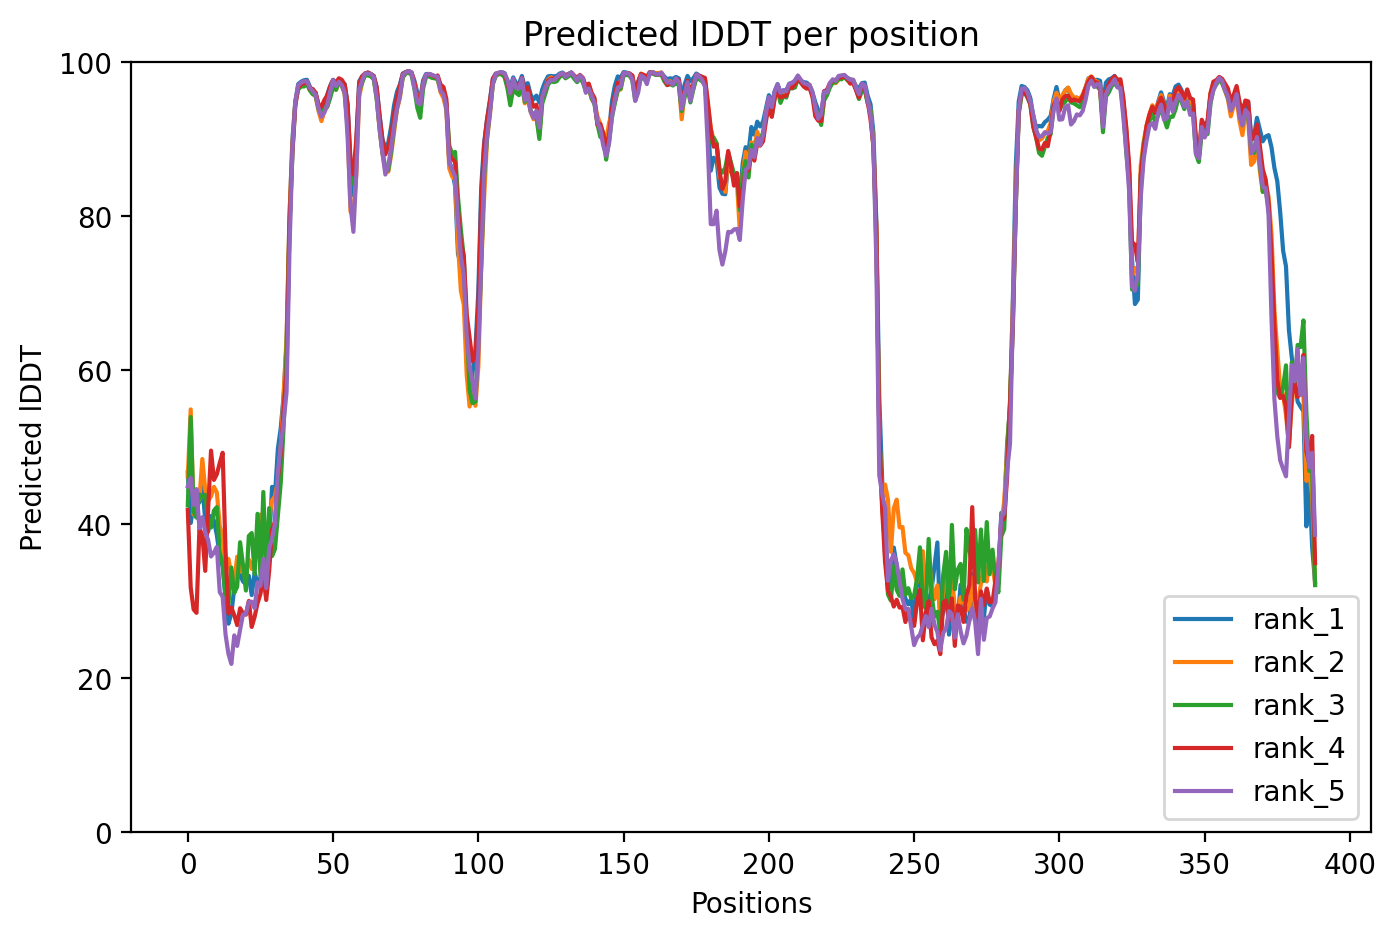 Predicted lDDT per position
100
80
60
40
20
0
Predicted lDDT
0 50 100 150 200 250 300 350 400
Positions
rank_1
rank_2
rank_3
rank_4
rank_5